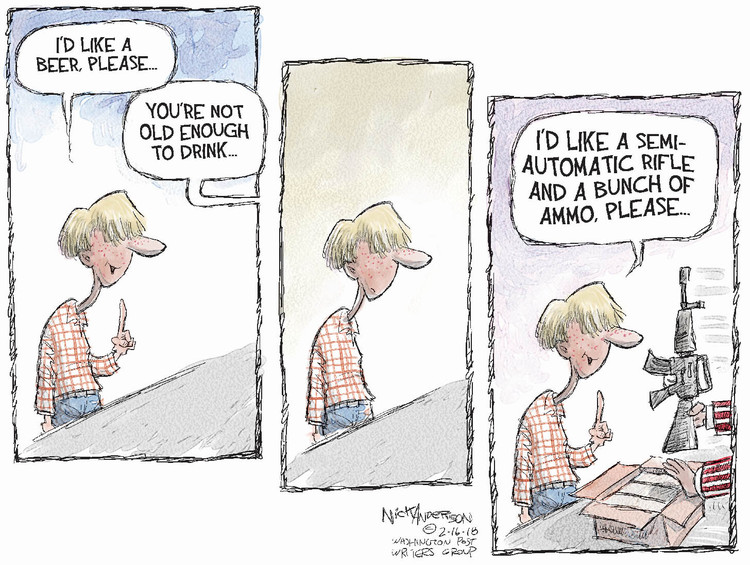 I'D LIKE A
BEER, PLEASE...
YOU'RE NOT
OLD ENOUGH
TO DRINK...
I'D LIKE A SEMI-
AUTOMATIC RIFLE
AND A BUNCH OF
AMMO, PLEASE...
NICK ANDERSON
© 2-16-18
WASHINGTON POST
WRITERS GROUP